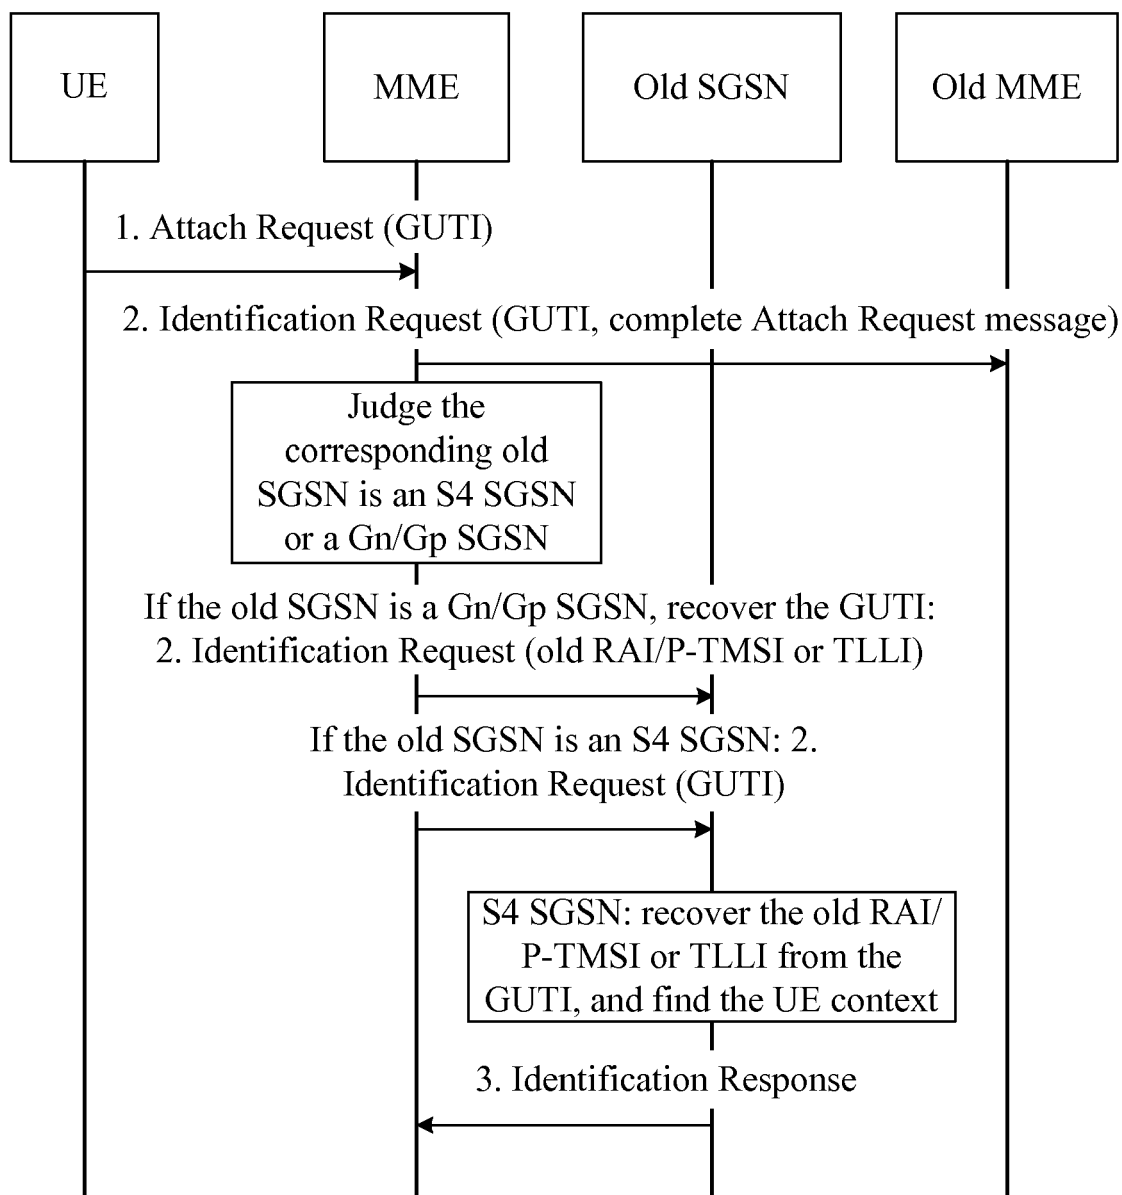 UE
MME
Old SGSN
Old MME
1. Attach Request (GUTI)
2. Identification Request (GUTI, complete Attach Request message)
Judge the
corresponding old
SGSN is an S4 SGSN
or a Gn/Gp SGSN
If the old SGSN is a Gn/Gp SGSN, recover the GUTI:
2. Identification Request (old RAI/P-TMSI or TLLI)
If the old SGSN is an S4 SGSN: 2.
Identification Request (GUTI)
S4 SGSN: recover the old RAI/
P-TMSI or TLLI from the
GUTI, and find the UE context
3. Identification Response